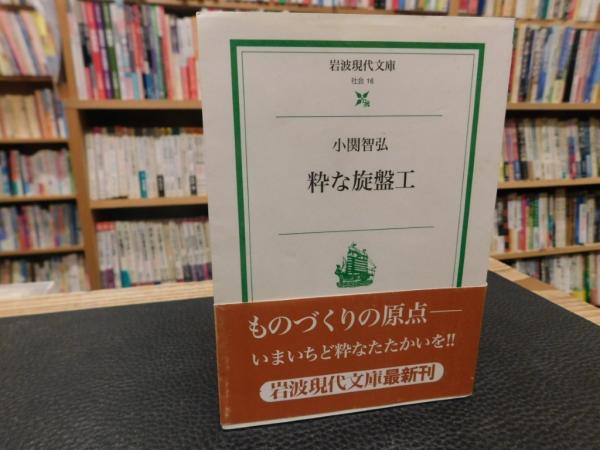 岩波現代文庫
社会 16
小関智弘
粋な旋盤工
ものづくりの原点――
いまいちど粋なたたかいを!!
岩波現代文庫最新刊